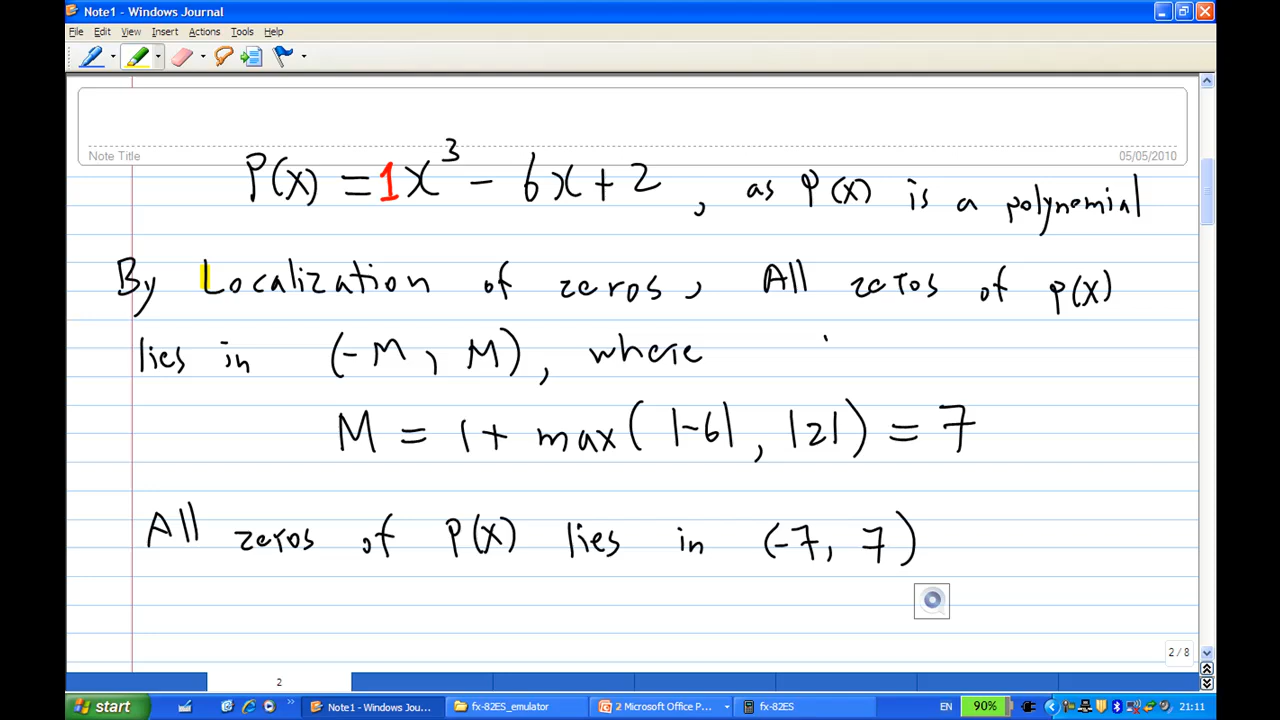 Note1 - Windows Journal
File Edit View Insert Actions Tools Help
Note Title
05/05/2010
P(x) = 1x³ - 6x + 2 , as P(x) is a polynomial
By Localization of zeros, All zeros of P(x)
lies in (-M, M), where
M = 1 + max( |-6|, |2| ) = 7
All zeros of P(x) lies in (-7, 7)
2 / 8
2
start Note1 - Windows Jou... fx-82ES_emulator 2 Microsoft Office P... fx-82ES EN 90% 21:11